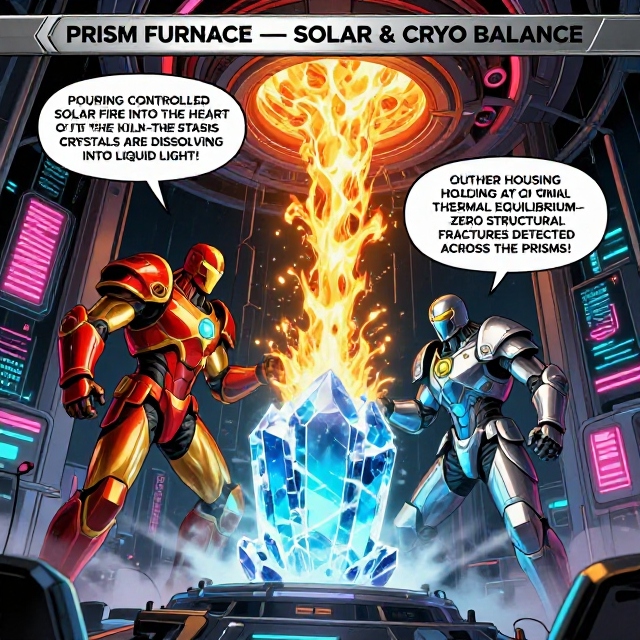 PRISM FURNACE — SOLAR & CRYO BALANCE
POURING CONTROLLED
SOLAR FIRE INTO THE HEART
THE KILN-THE STASIS
CRYSTALS ARE DISSOLVING
INTO LIQUID LIGHT!
OUTHER HOUSING
HOLDING AT
THERMAL EQUILIBRIUM—
ZERO STRUCTURAL
FRACTURES DETECTED
ACROSS THE PRISMS!